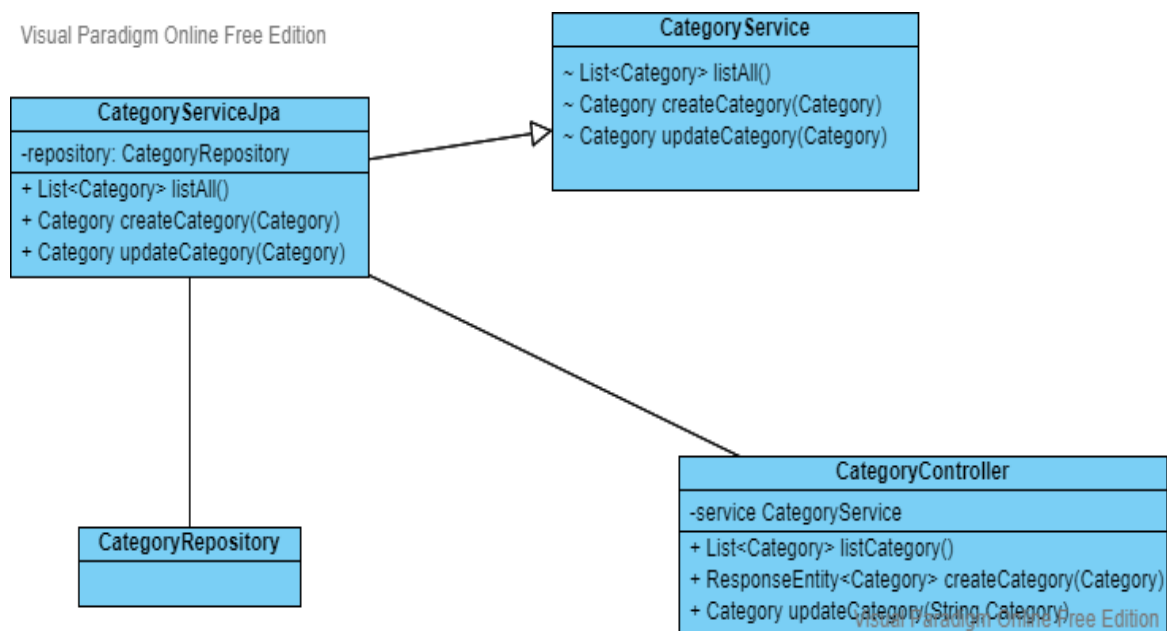 Visual Paradigm Online Free Edition
CategoryService
~ List<Category> listAll()
~ Category createCategory(Category)
~ Category updateCategory(Category)
CategoryServiceJpa
-repository: CategoryRepository
+ List<Category> listAll()
+ Category createCategory(Category)
+ Category updateCategory(Category)
CategoryRepository
CategoryController
-service CategoryService
+ List<Category> listCategory()
+ ResponseEntity<Category> createCategory(Category)
+ Category updateCategory(String,Category)
Visual Paradigm Online Free Edition